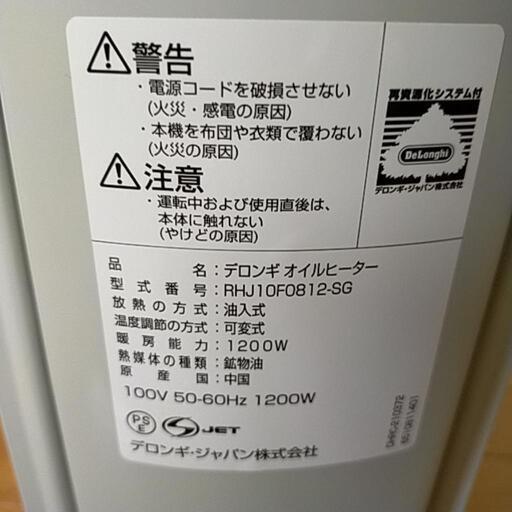 警告
・電源コードを破損させない
(火災・感電の原因)
・本機を布団や衣類で覆わない
(火災の原因)
注意
・運転中および使用直後は、
本体に触れない
(やけどの原因)
再資源化システム付
DeLonghi
デロンギ・ジャパン株式会社
品名：デロンギ オイルヒーター
型式番号：RHJ10F0812-SG
放熱の方式：油入式
温度調節の方式：可変式
暖房能力：1200W
熱媒体の種類：鉱物油
原産国：中国
100V 50-60Hz 1200W
PS
E
JET
デロンギ・ジャパン株式会社